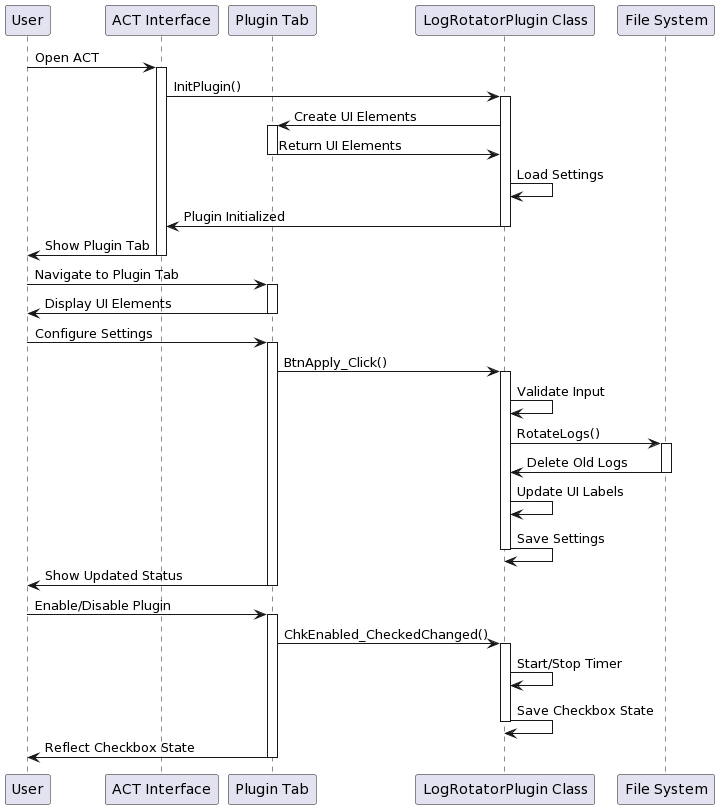 User
ACT Interface
Plugin Tab
LogRotatorPlugin Class
File System
Open ACT
InitPlugin()
Create UI Elements
Return UI Elements
Load Settings
Plugin Initialized
Show Plugin Tab
Navigate to Plugin Tab
Display UI Elements
Configure Settings
BtnApply_Click()
Validate Input
RotateLogs()
Delete Old Logs
Update UI Labels
Save Settings
Show Updated Status
Enable/Disable Plugin
ChkEnabled_CheckedChanged()
Start/Stop Timer
Save Checkbox State
Reflect Checkbox State
User
ACT Interface
Plugin Tab
LogRotatorPlugin Class
File System